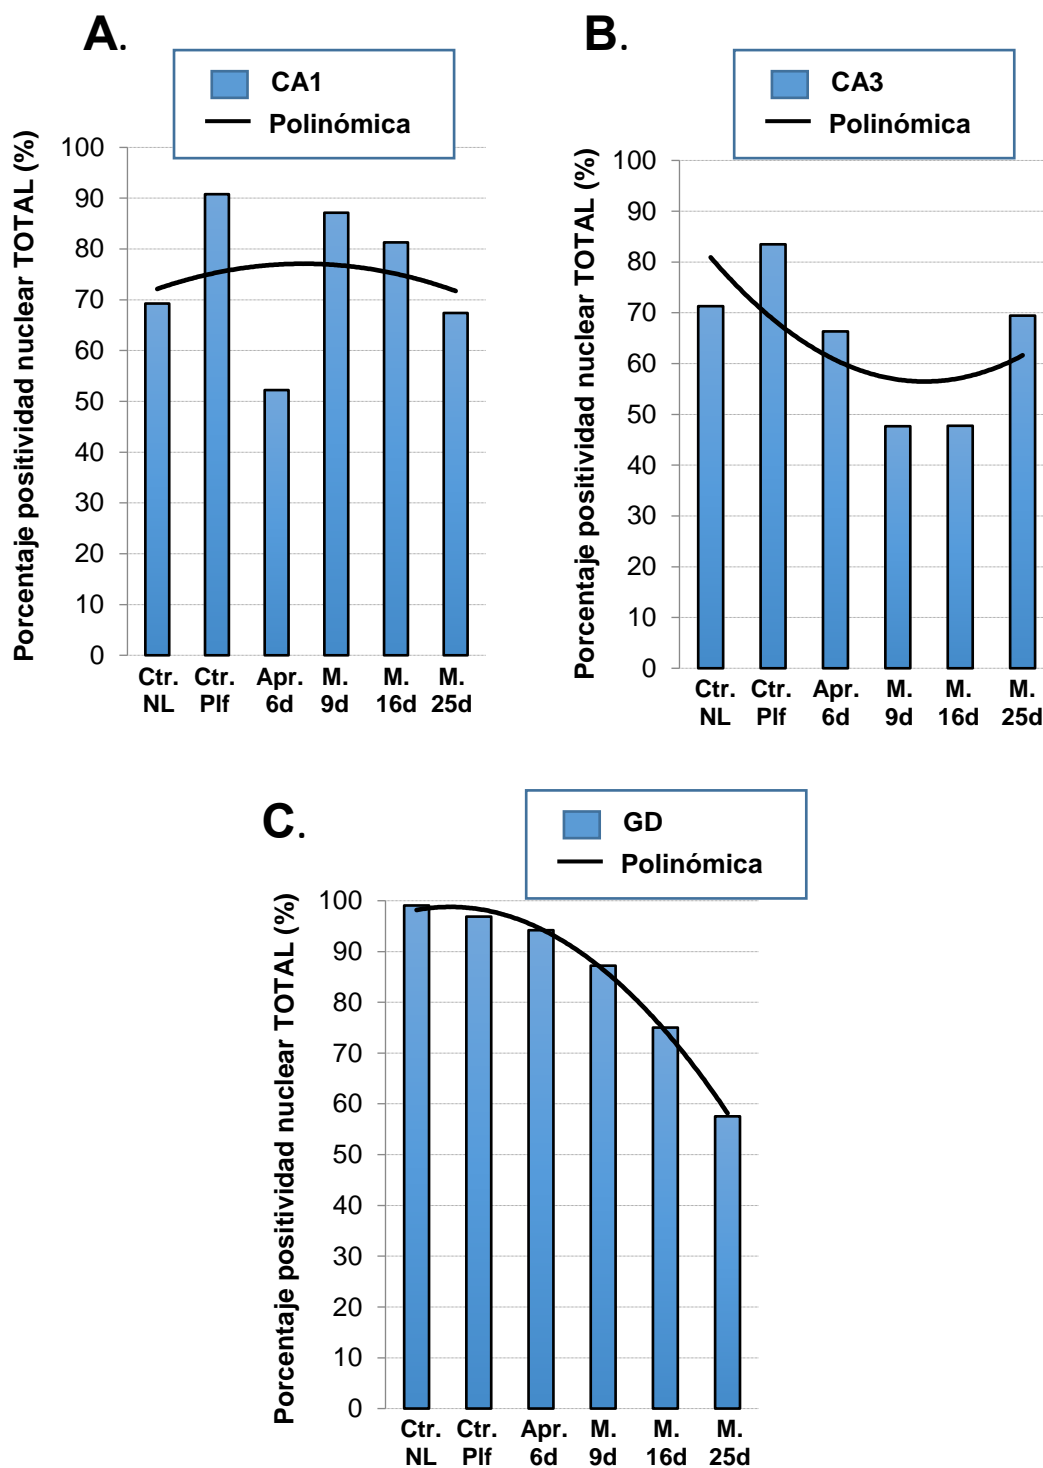 A.
CA1
Polinómica
Porcentaje positividad nuclear TOTAL (%)
100
90
80
70
60
50
40
30
20
10
0
Ctr. Ctr. Apr. M. M. M.
NL Plf 6d 9d 16d 25d
B.
CA3
Polinómica
Porcentaje positividad nuclear TOTAL (%)
100
90
80
70
60
50
40
30
20
10
0
Ctr. Ctr. Apr. M. M. M.
NL Plf 6d 9d 16d 25d
C.
GD
Polinómica
Porcentaje positividad nuclear TOTAL (%)
100
90
80
70
60
50
40
30
20
10
0
Ctr. Ctr. Apr. M. M. M.
NL Plf 6d 9d 16d 25d